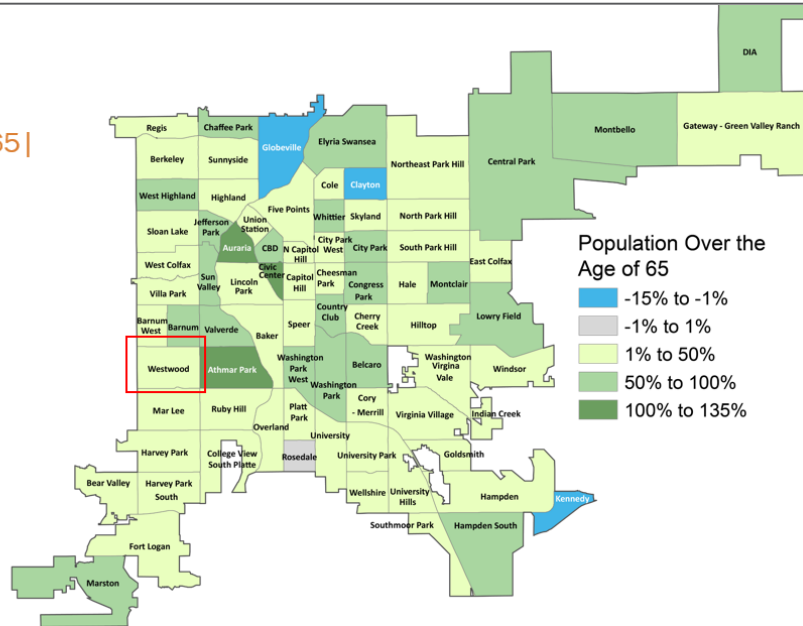 65 |
DIA
Regis
Chaffee Park
Globeville
Elyria Swansea
Montbello
Gateway - Green Valley Ranch
Berkeley
Sunnyside
Northeast Park Hill
Central Park
West Highland
Highland
Cole
Clayton
Five Points
Whittier
Skyland
North Park Hill
Sloan Lake
Jefferson
Park
Union
Station
Auraria
CBD
N Capitol
Hill
City Park
West
City Park
South Park Hill
East Colfax
West Colfax
Sun
Valley
Lincoln
Park
Civic
Center
Capitol
Hill
Cheesman
Park
Congress
Park
Hale
Montclair
Villa Park
Barnum
West
Barnum
Valverde
Baker
Speer
Country
Club
Cherry
Creek
Hilltop
Lowry Field
Westwood
Athmar Park
Washington
Park
West
Washington
Park
Belcaro
Washington
Virgina
Vale
Windsor
Mar Lee
Ruby Hill
Overland
Platt
Park
University
Cory
- Merrill
Virginia Village
Indian Creek
Harvey Park
College View
South Platte
Rosedale
University Park
Goldsmith
Bear Valley
Harvey Park
South
Wellshire
University
Hills
Hampden
Kennedy
Southmoor Park
Hampden South
Fort Logan
Marston
Population Over the
Age of 65
-15% to -1%
-1% to 1%
1% to 50%
50% to 100%
100% to 135%